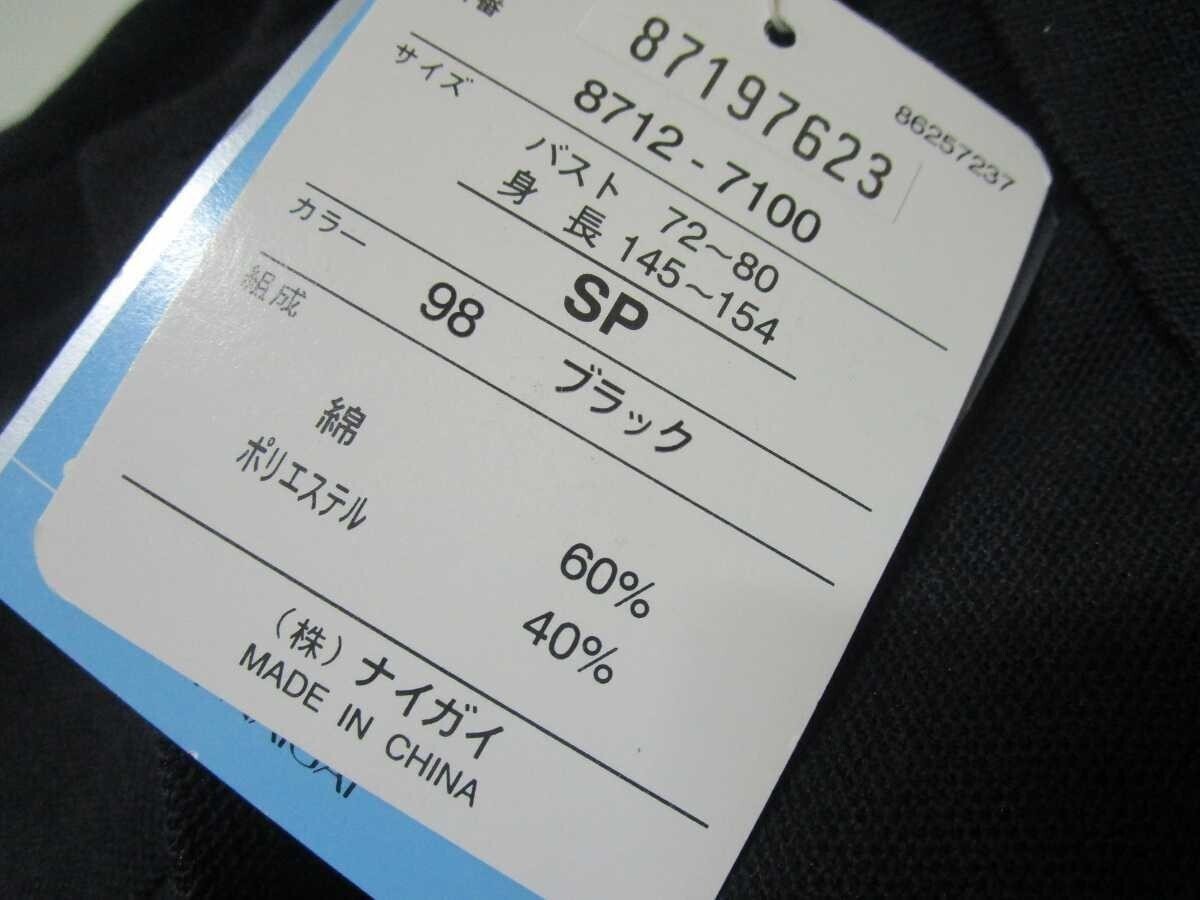 87197623
86257237
番
8712-7100
サイズ
バスト 72～80
身長 145～154
SP
カラー
98 ブラック
組成
綿 60%
ポリエステル 40%
（株）ナイガイ
MADE IN CHINA
NAIGAI